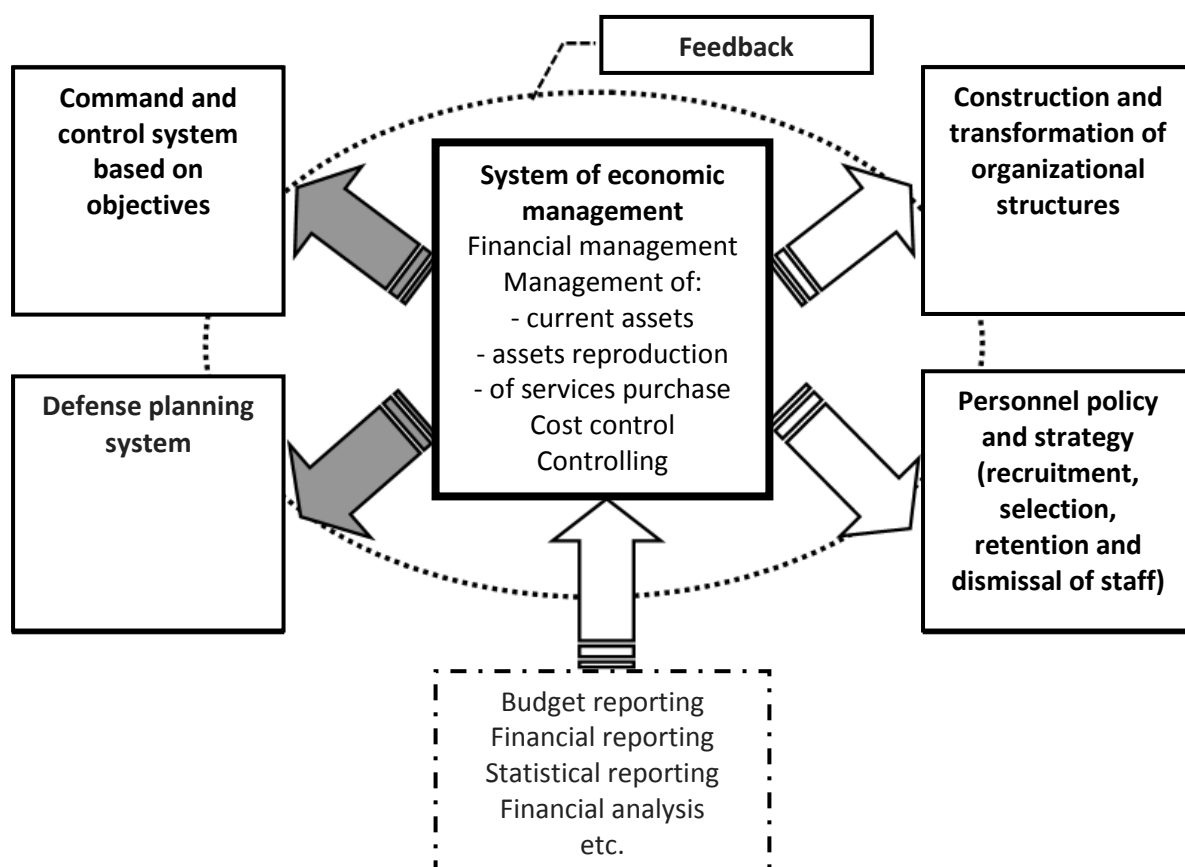 Feedback
Command and
control system
based on
objectives
Construction and
transformation of
organizational
structures
System of economic
management
Financial management
Management of:
- current assets
- assets reproduction
- of services purchase
Cost control
Controlling
Defense planning
system
Personnel policy
and strategy
(recruitment,
selection,
retention and
dismissal of staff)
Budget reporting
Financial reporting
Statistical reporting
Financial analysis
etc.